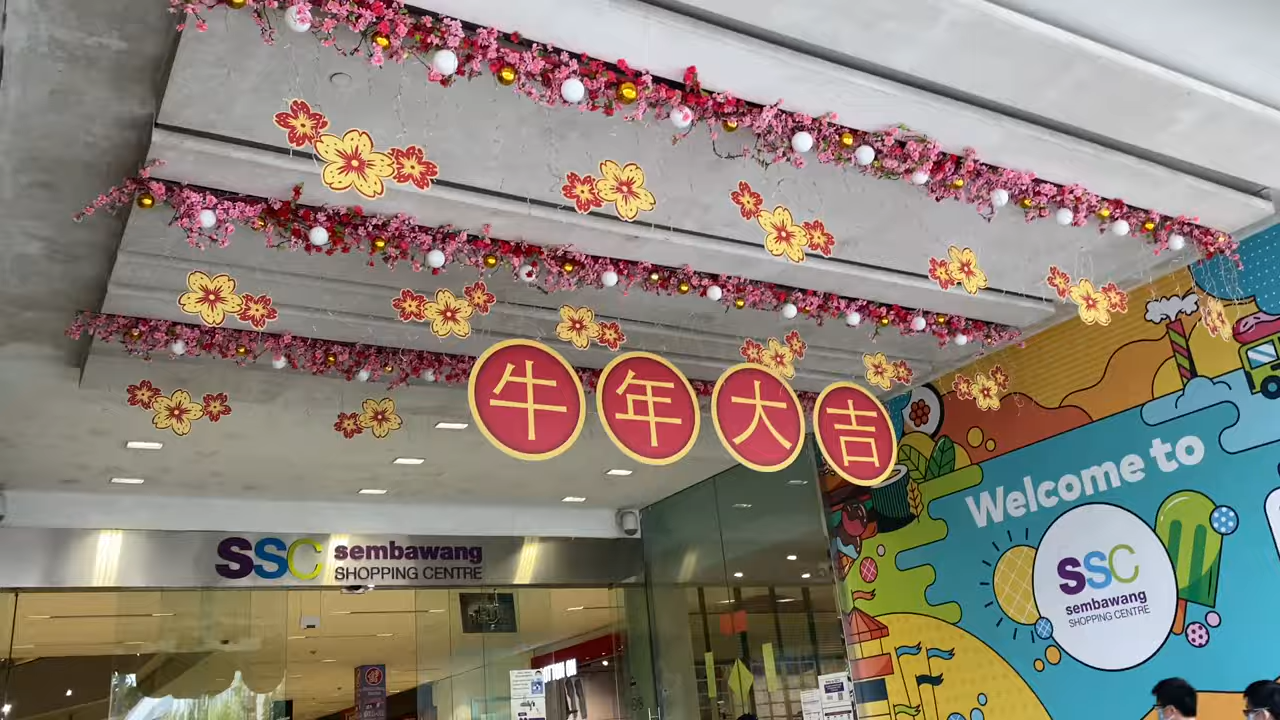 牛年大吉
SSC sembawang
SHOPPING CENTRE
Welcome to
SSC
sembawang
SHOPPING CENTRE